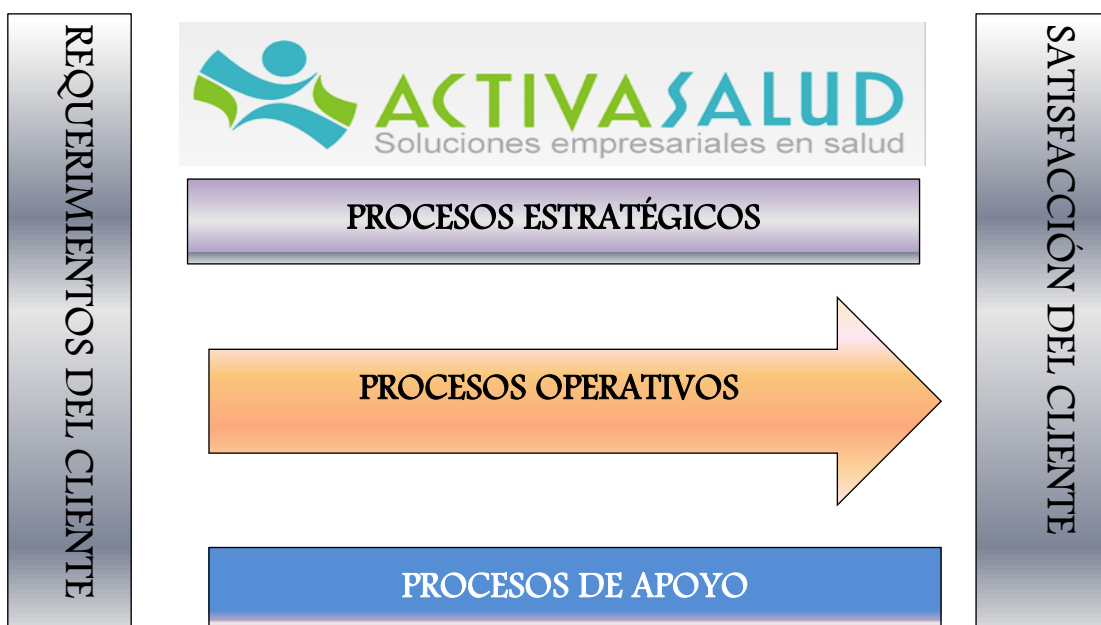 REQUERIMIENTOS DEL CLIENTE
ACTIVASALUD
Soluciones empresariales en salud
PROCESOS ESTRATÉGICOS
PROCESOS OPERATIVOS
PROCESOS DE APOYO
SATISFACCIÓN DEL CLIENTE